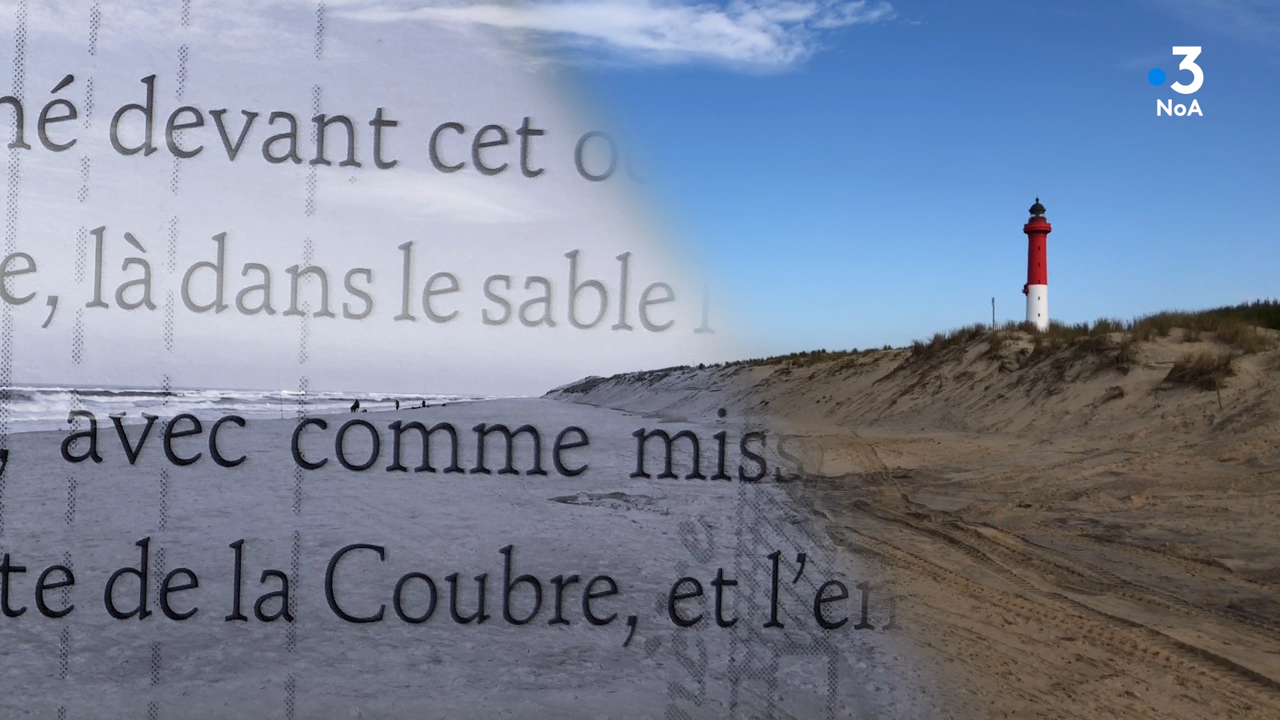 3
NoA
né devant cet
e, là dans le sable
, avec comme miss
te de la Coubre, et l'en